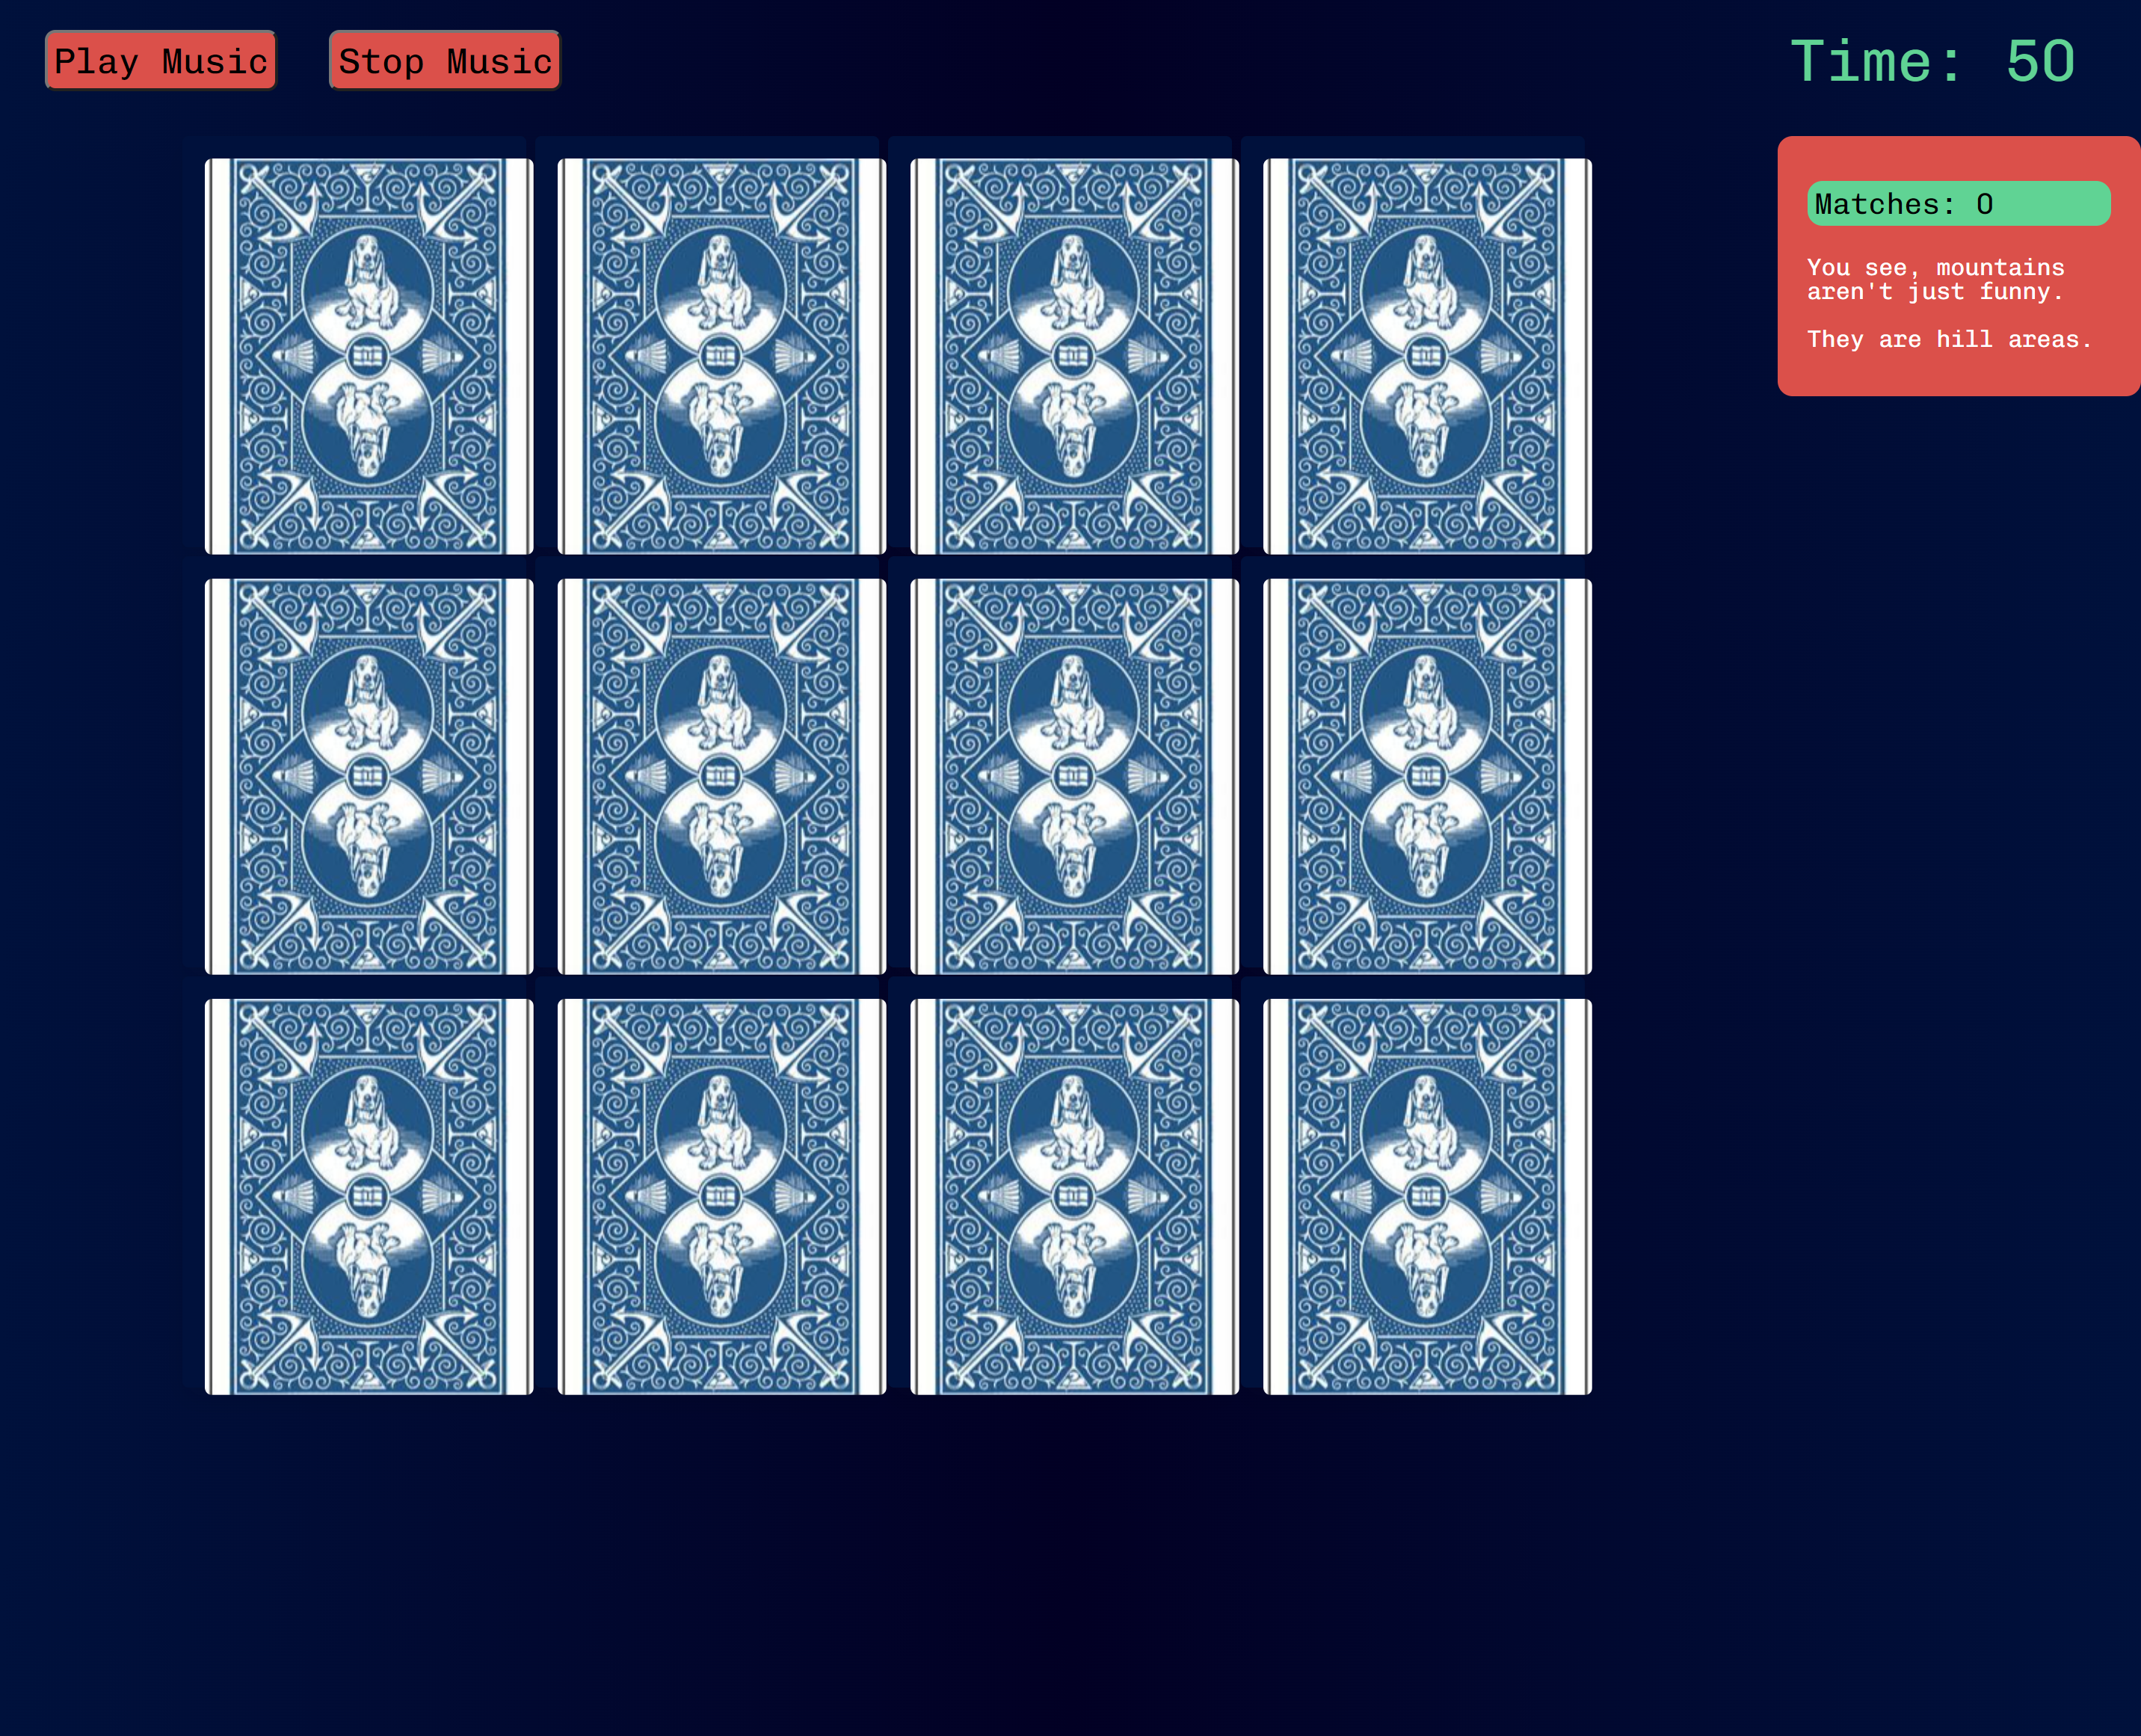 Play Music
Stop Music
Time: 50
Matches: 0
You see, mountains
aren't just funny.
They are hill areas.